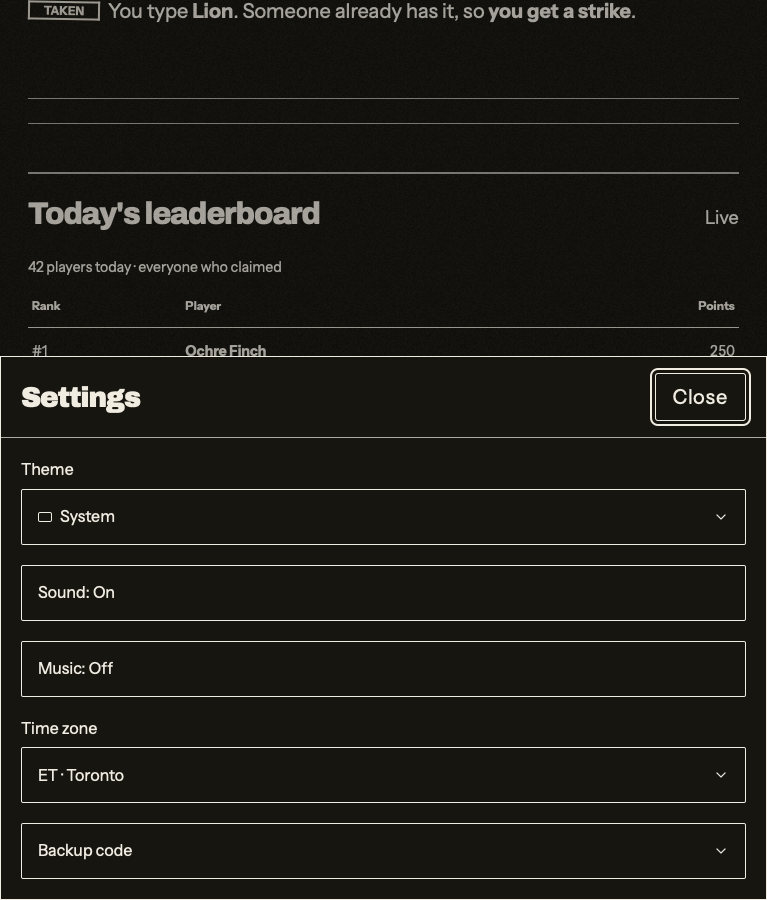 TAKEN You type Lion. Someone already has it, so you get a strike.
Today's leaderboard Live
42 players today · everyone who claimed
Rank Player Points
#1 Ochre Finch 250
Settings Close
Theme
System
Sound: On
Music: Off
Time zone
ET · Toronto
Backup code